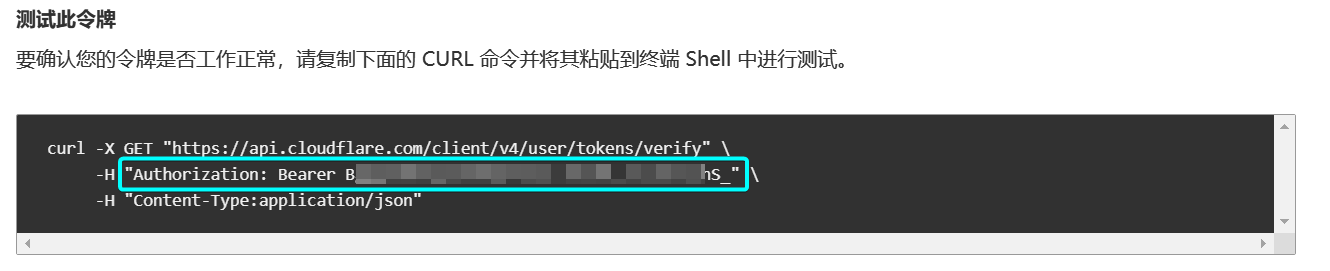 测试此令牌
要确认您的令牌是否工作正常，请复制下面的 CURL 命令并将其粘贴到终端 Shell 中进行测试。
curl -X GET "https://api.cloudflare.com/client/v4/user/tokens/verify" \
-H "Authorization: Bearer B nS_" \
-H "Content-Type:application/json"